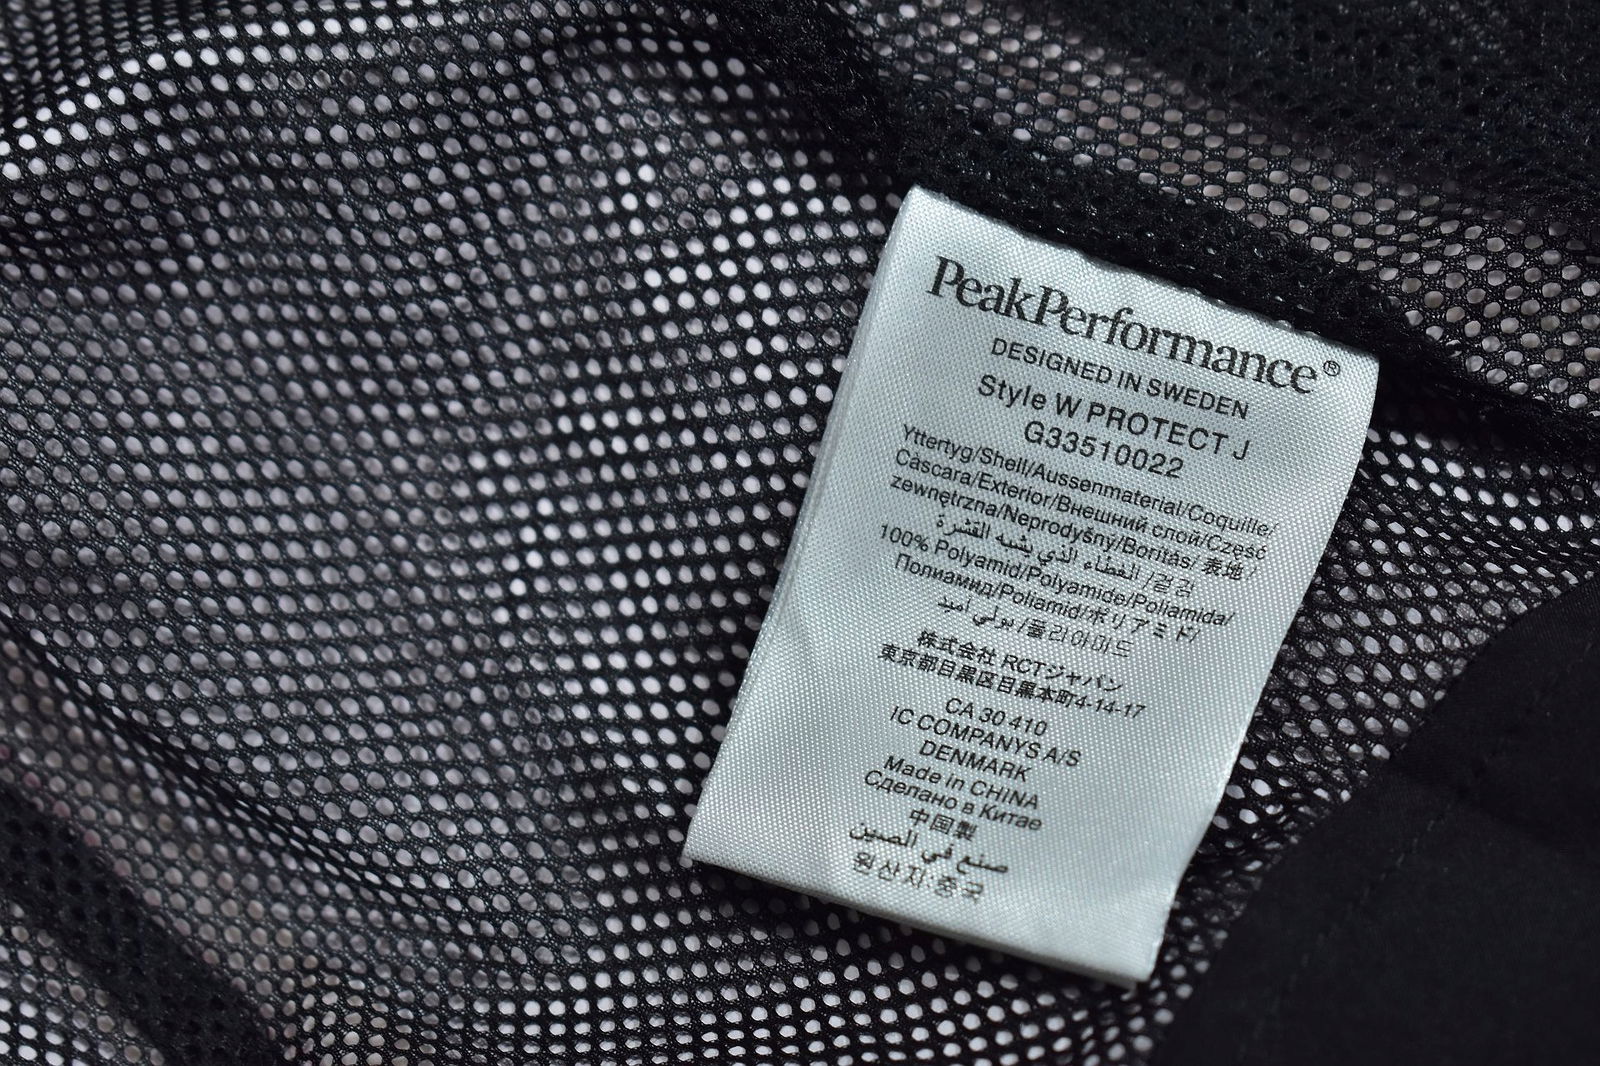 PeakPerformance®
DESIGNED IN SWEDEN
Style W PROTECT J
G33510022
Yttertyg/Shell/Aussenmaterial/Coquille/
Càscara/Exterior/Внешний слой/Część
zewnętrzna/Neprodyšny/Borítás/ 表地/
الغطاء الذي يشبه القشرة /겉감
100% Polyamid/Polyamide/Poliamida/
Полиамид/Poliamid/ポリアミド/
بولي أميد /폴리아미드
株式会社 RCTジャパン
東京都目黒区目黒本町4-14-17
CA 30 410
IC COMPANYS A/S
DENMARK
Made in CHINA
Сделано в Китае
中国製
صنع في الصين
원산지: 중국